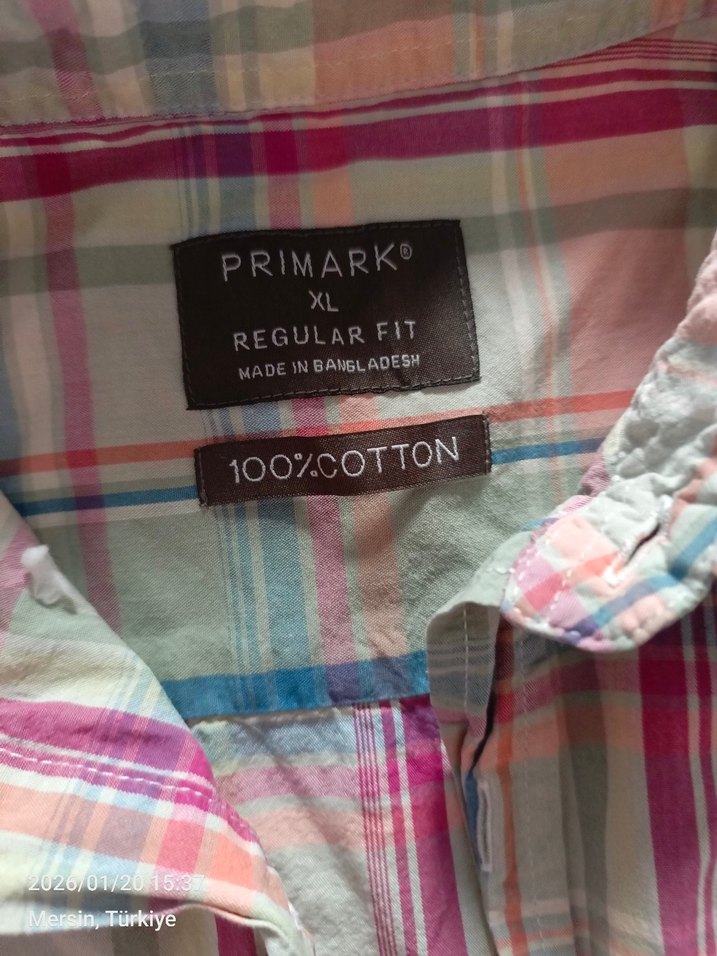 PRIMARK®
XL
REGULAR FIT
MADE IN BANGLADESH
100%COTTON
2026/01/20 15:37
Mersin, Türkiye